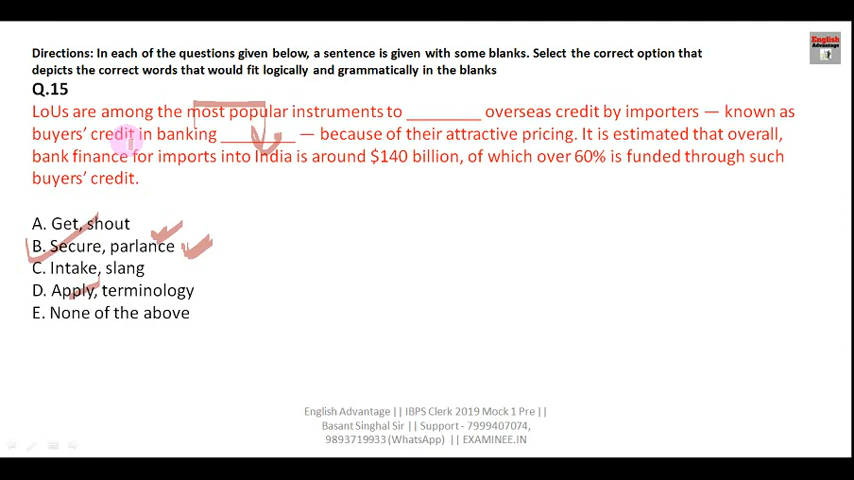 English
Advantage
Directions: In each of the questions given below, a sentence is given with some blanks. Select the correct option that
depicts the correct words that would fit logically and grammatically in the blanks
Q.15
LoUs are among the most popular instruments to ________ overseas credit by importers — known as
buyers’ credit in banking ________ — because of their attractive pricing. It is estimated that overall,
bank finance for imports into India is around $140 billion, of which over 60% is funded through such
buyers’ credit.
A. Get, shout
B. Secure, parlance
C. Intake, slang
D. Apply, terminology
E. None of the above
English Advantage || IBPS Clerk 2019 Mock 1 Pre ||
Basant Singhal Sir || Support - 7999407074,
9893719933 (WhatsApp) || EXAMINEE.IN